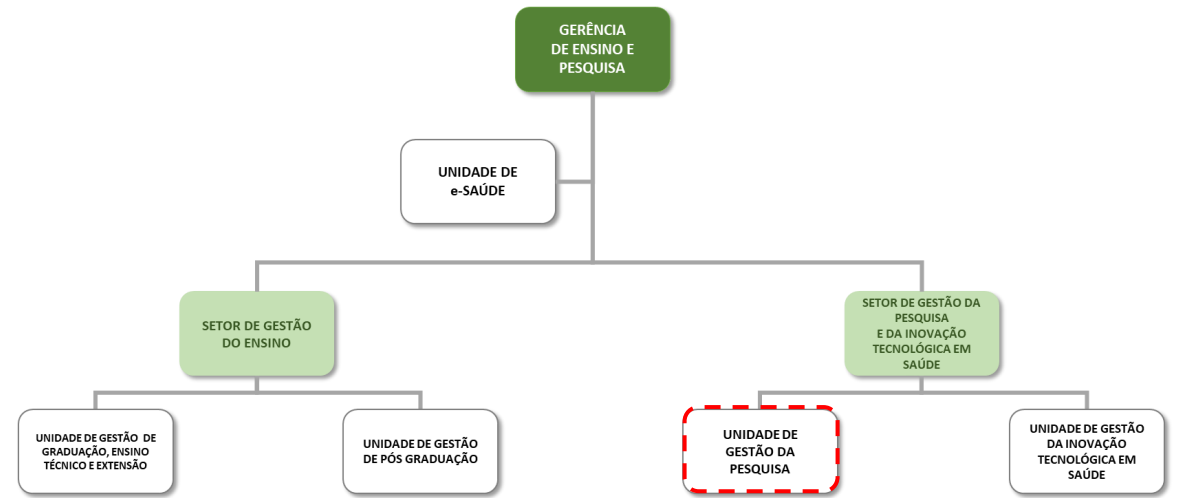 GERÊNCIA
DE ENSINO E
PESQUISA
UNIDADE DE
e-SAÚDE
SETOR DE GESTÃO
DO ENSINO
SETOR DE GESTÃO DA
PESQUISA
E DA INOVAÇÃO
TECNOLÓGICA EM
SAÚDE
UNIDADE DE GESTÃO DE
GRADUAÇÃO, ENSINO
TÉCNICO E EXTENSÃO
UNIDADE DE GESTÃO
DE PÓS GRADUAÇÃO
UNIDADE DE
GESTÃO DA
PESQUISA
UNIDADE DE GESTÃO
DA INOVAÇÃO
TECNOLÓGICA EM
SAÚDE